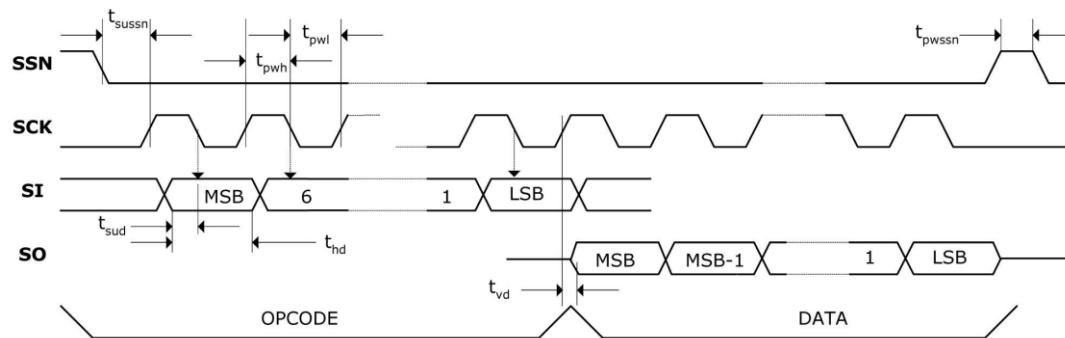 t_sussn t_pwl t_pwssn
t_pwh
SSN
SCK
SI MSB 6 1 LSB
t_sud t_hd
SO MSB MSB-1 1 LSB
t_vd
OPCODE DATA